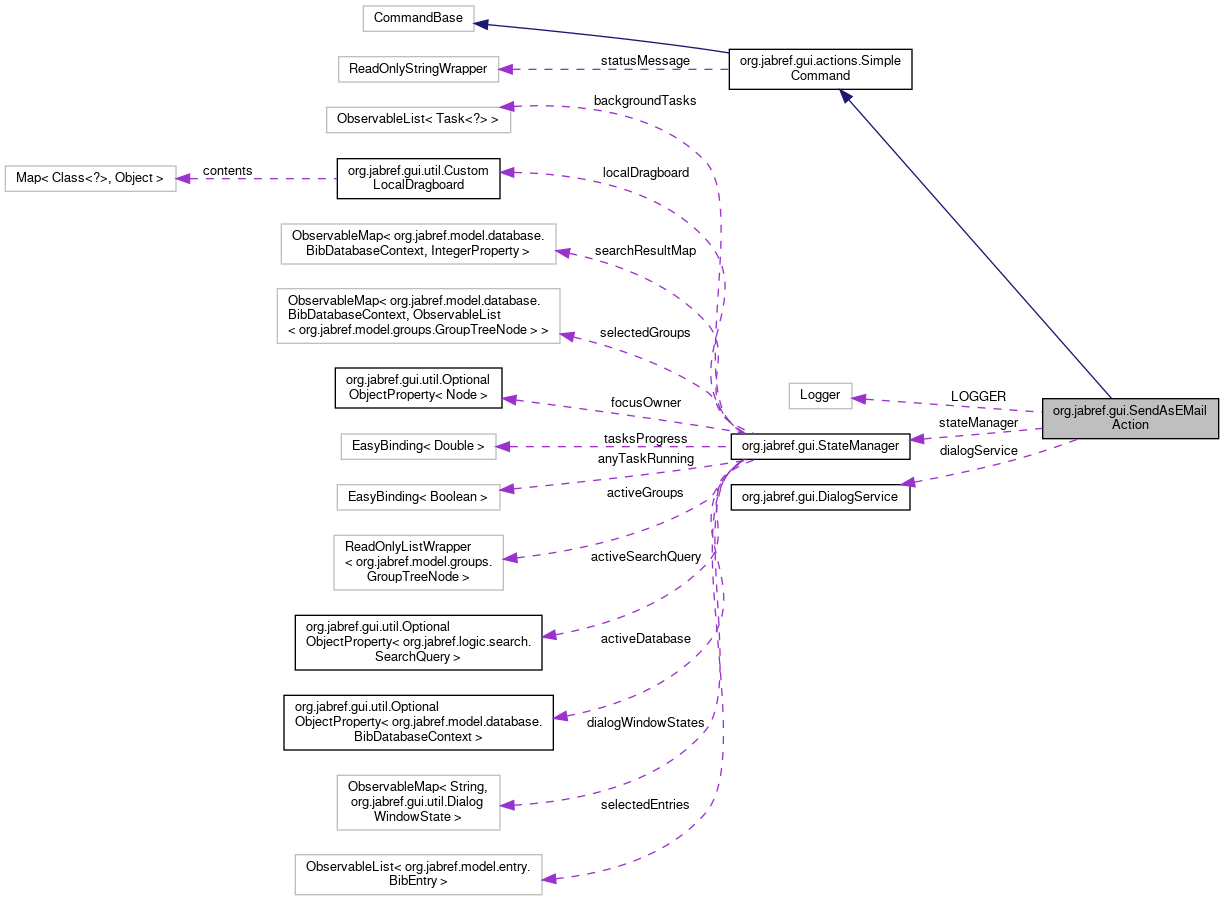 CommandBase
org.jabref.gui.actions.Simple
Command
statusMessage
ReadOnlyStringWrapper
backgroundTasks
ObservableList< Task<?> >
Map< Class<?>, Object >
contents
org.jabref.gui.util.Custom
LocalDragboard
localDragboard
ObservableMap< org.jabref.model.database.
BibDatabaseContext, IntegerProperty >
searchResultMap
ObservableMap< org.jabref.model.database.
BibDatabaseContext, ObservableList
< org.jabref.model.groups.GroupTreeNode > >
selectedGroups
org.jabref.gui.util.Optional
ObjectProperty< Node >
focusOwner
Logger
LOGGER
org.jabref.gui.SendAsEMail
Action
stateManager
EasyBinding< Double >
tasksProgress
org.jabref.gui.StateManager
dialogService
anyTaskRunning
EasyBinding< Boolean >
activeGroups
org.jabref.gui.DialogService
ReadOnlyListWrapper
< org.jabref.model.groups.
GroupTreeNode >
activeSearchQuery
org.jabref.gui.util.Optional
ObjectProperty< org.jabref.logic.search.
SearchQuery >
activeDatabase
org.jabref.gui.util.Optional
ObjectProperty< org.jabref.model.database.
BibDatabaseContext >
dialogWindowStates
ObservableMap< String,
org.jabref.gui.util.Dialog
WindowState >
selectedEntries
ObservableList< org.jabref.model.entry.
BibEntry >